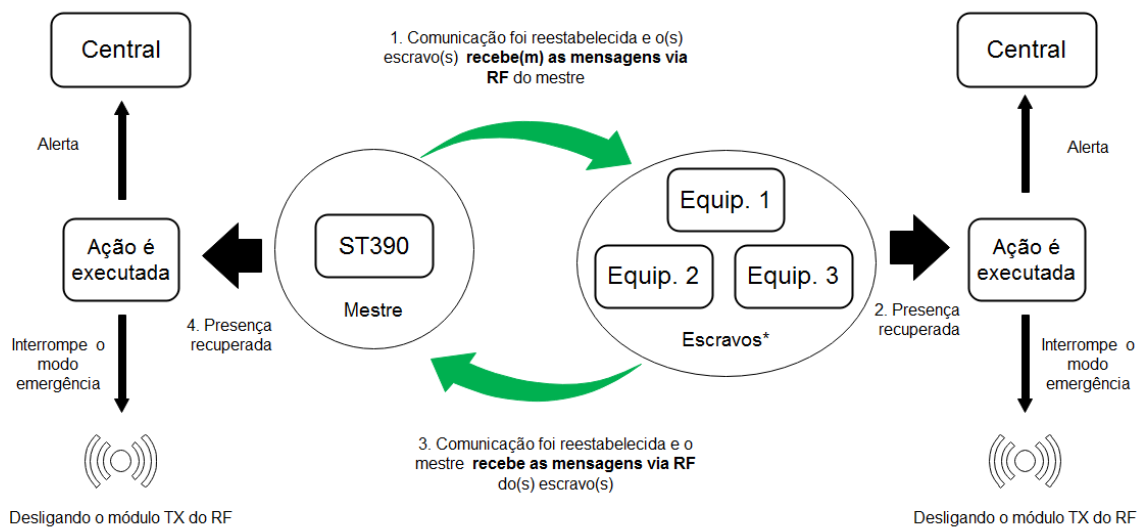 Central
1. Comunicação foi reestabelecida e o(s)
escravo(s) recebe(m) as mensagens via
RF do mestre
Central
Alerta
Alerta
Ação é
executada
ST390
Mestre
4. Presença
recuperada
Equip. 1
Equip. 2
Equip. 3
Escravos*
2. Presença
recuperada
Ação é
executada
Interrompe o
modo
emergência
Interrompe o
modo
emergência
3. Comunicação foi reestabelecida e o
mestre recebe as mensagens via RF
do(s) escravo(s)
Desligando o módulo TX do RF
Desligando o módulo TX do RF